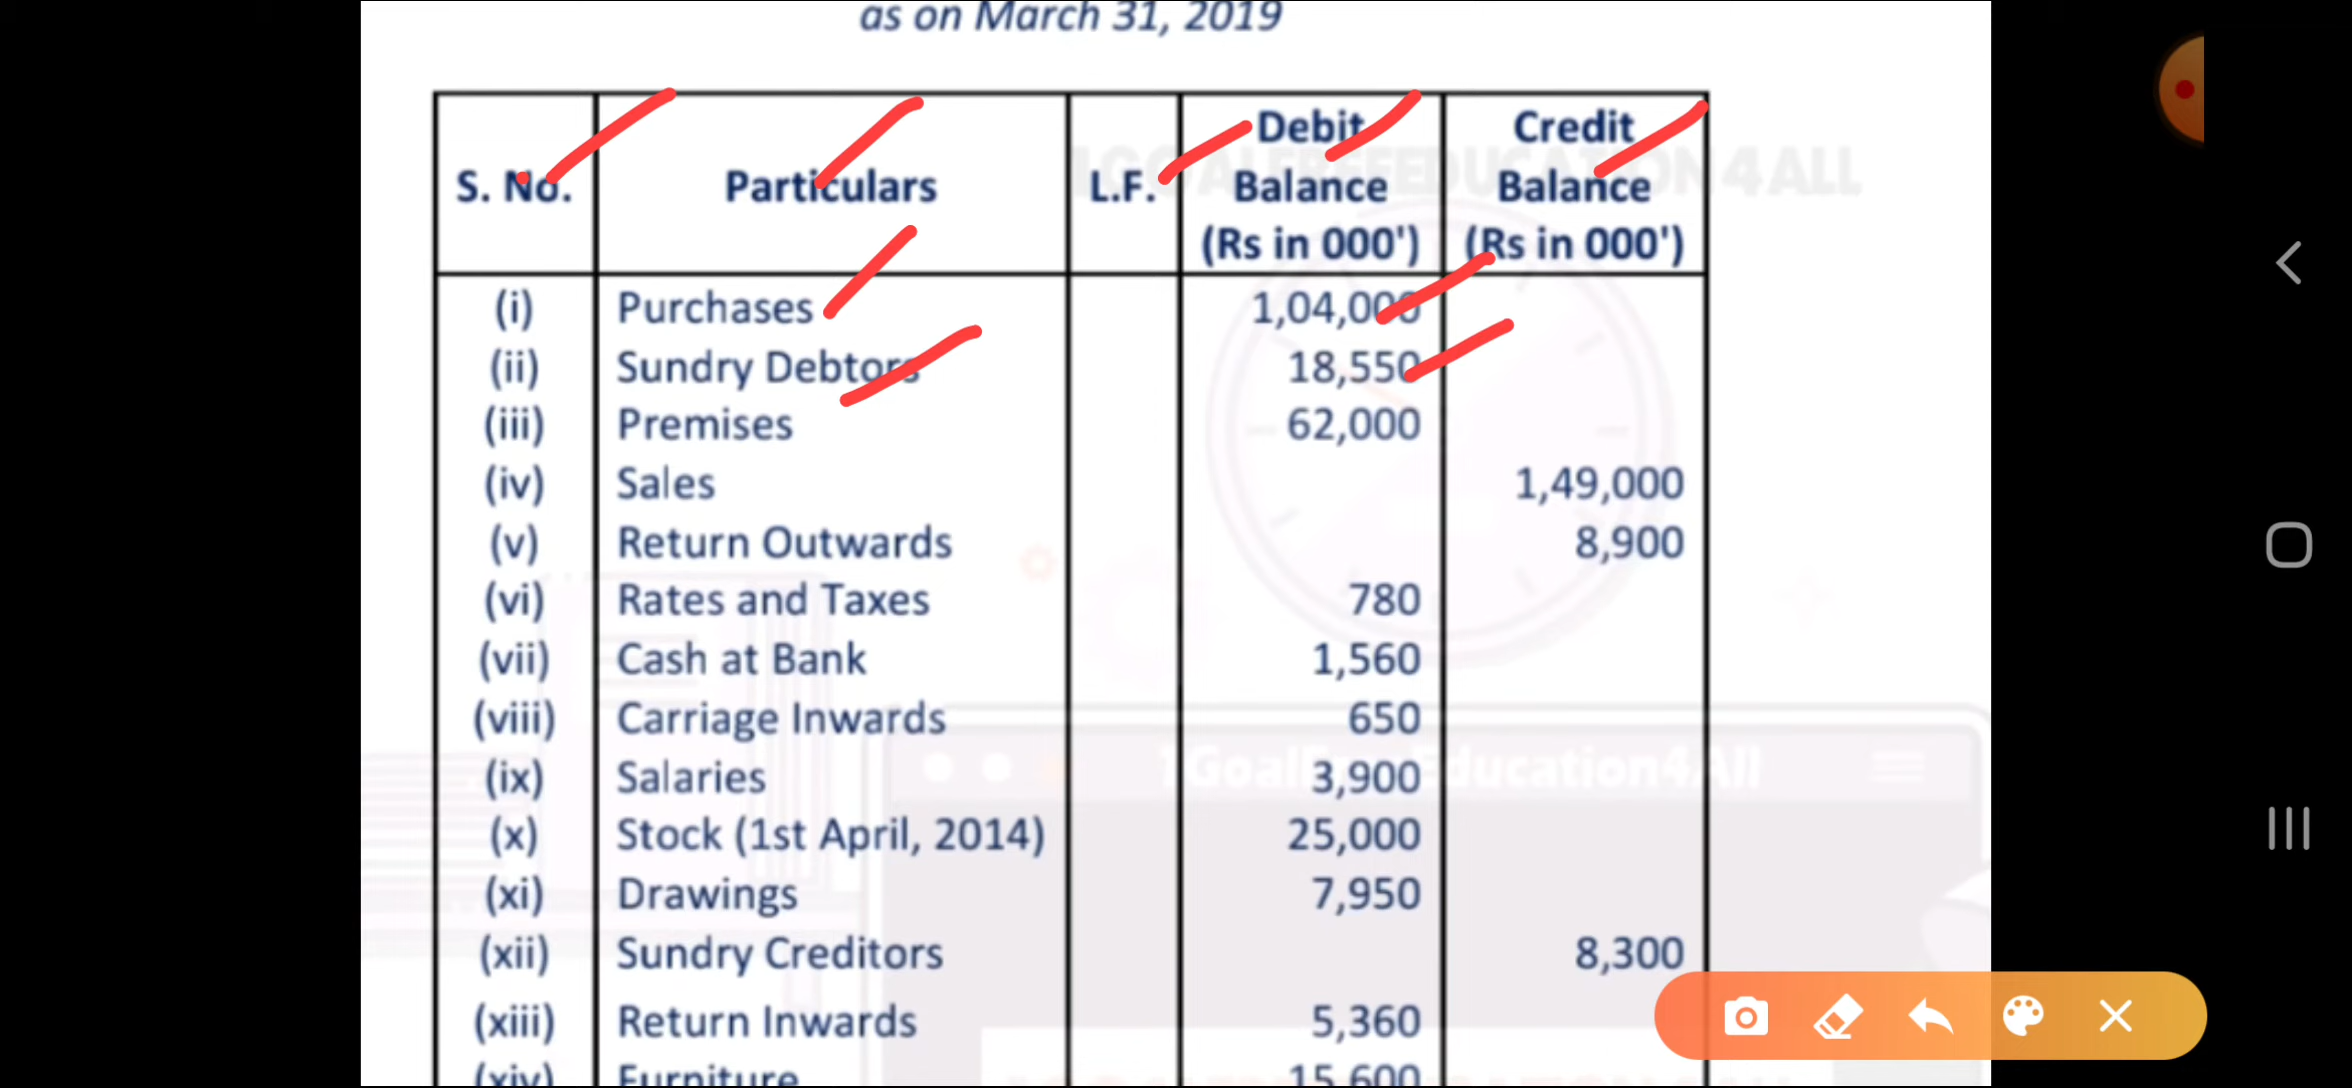 as on March 31, 2019
S. No. Particulars L.F. Debit Balance (Rs in 000') Credit Balance (Rs in 000')
(i) Purchases 1,04,000
(ii) Sundry Debtors 18,550
(iii) Premises 62,000
(iv) Sales 1,49,000
(v) Return Outwards 8,900
(vi) Rates and Taxes 780
(vii) Cash at Bank 1,560
(viii) Carriage Inwards 650
(ix) Salaries 3,900
(x) Stock (1st April, 2014) 25,000
(xi) Drawings 7,950
(xii) Sundry Creditors 8,300
(xiii) Return Inwards 5,360
(xiv) Furniture 15,600
1GOALFREEEDUCATION4ALL
1GoalFreeEducation4All